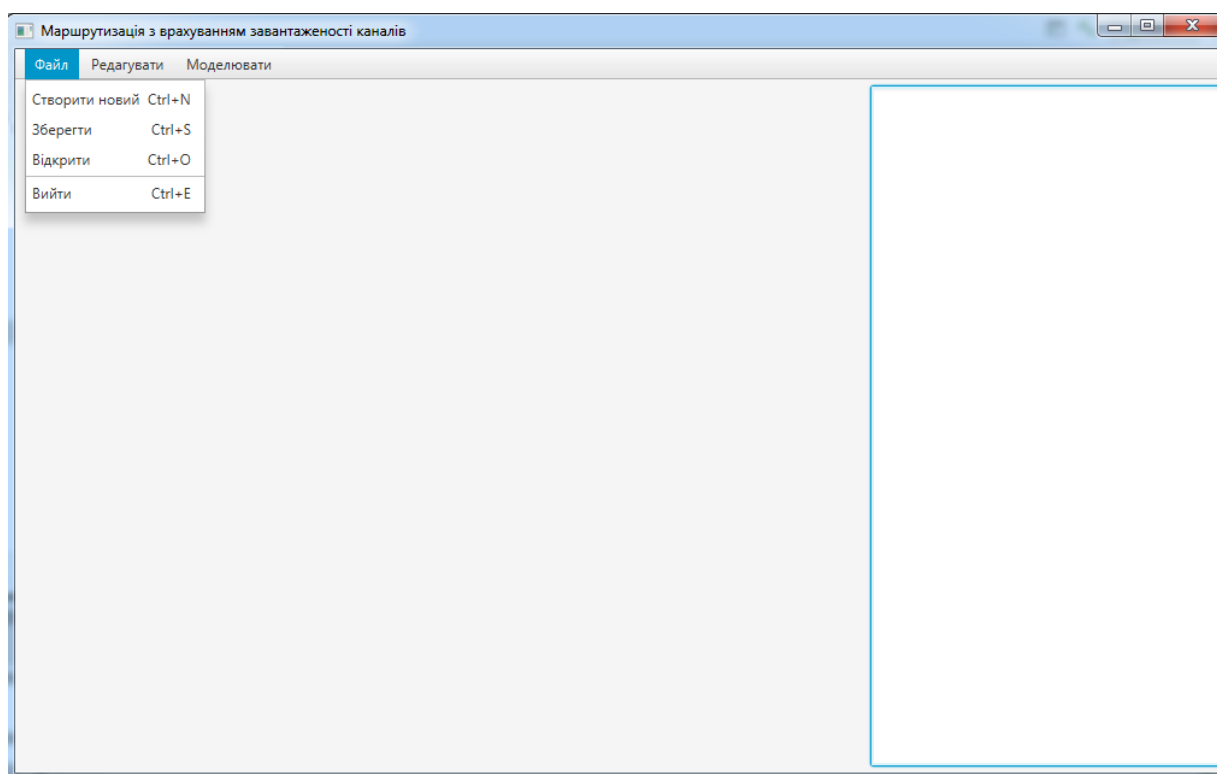 Маршрутизація з врахуванням завантаженості каналів
Файл Редагувати Моделювати
Створити новий Ctrl+N
Зберегти Ctrl+S
Відкрити Ctrl+O
Вийти Ctrl+E